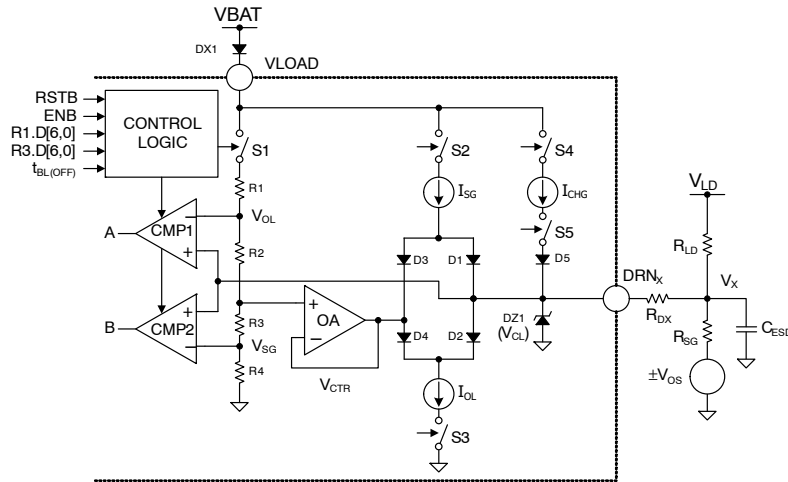 VBAT
DX1
VLOAD
RSTB
ENB
R1.D[6,0]
R3.D[6,0]
tBL(OFF)
CONTROL
LOGIC
S1
S2
S4
R1
ISG
ICHG
S5
VLD
A
CMP1
−
+
VOL
R2
D3
D1
D5
RLD
DRNX
VX
B
CMP2
+
−
R3
VSG
R4
+
OA
−
D4
D2
DZ1
(VCL)
RDX
RSG
CESD
VCTR
IOL
±VOS
S3